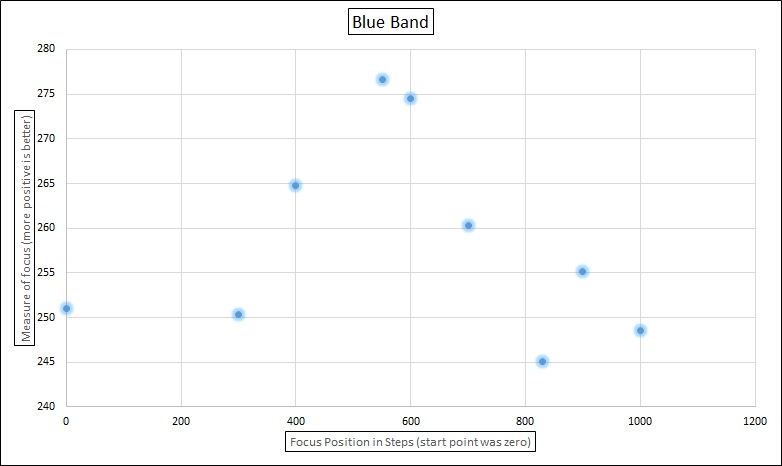 Blue Band
280
275
270
265
260
255
250
245
240
Measure of focus (more positive is better)
0 200 400 600 800 1000 1200
Focus Position in Steps (start point was zero)